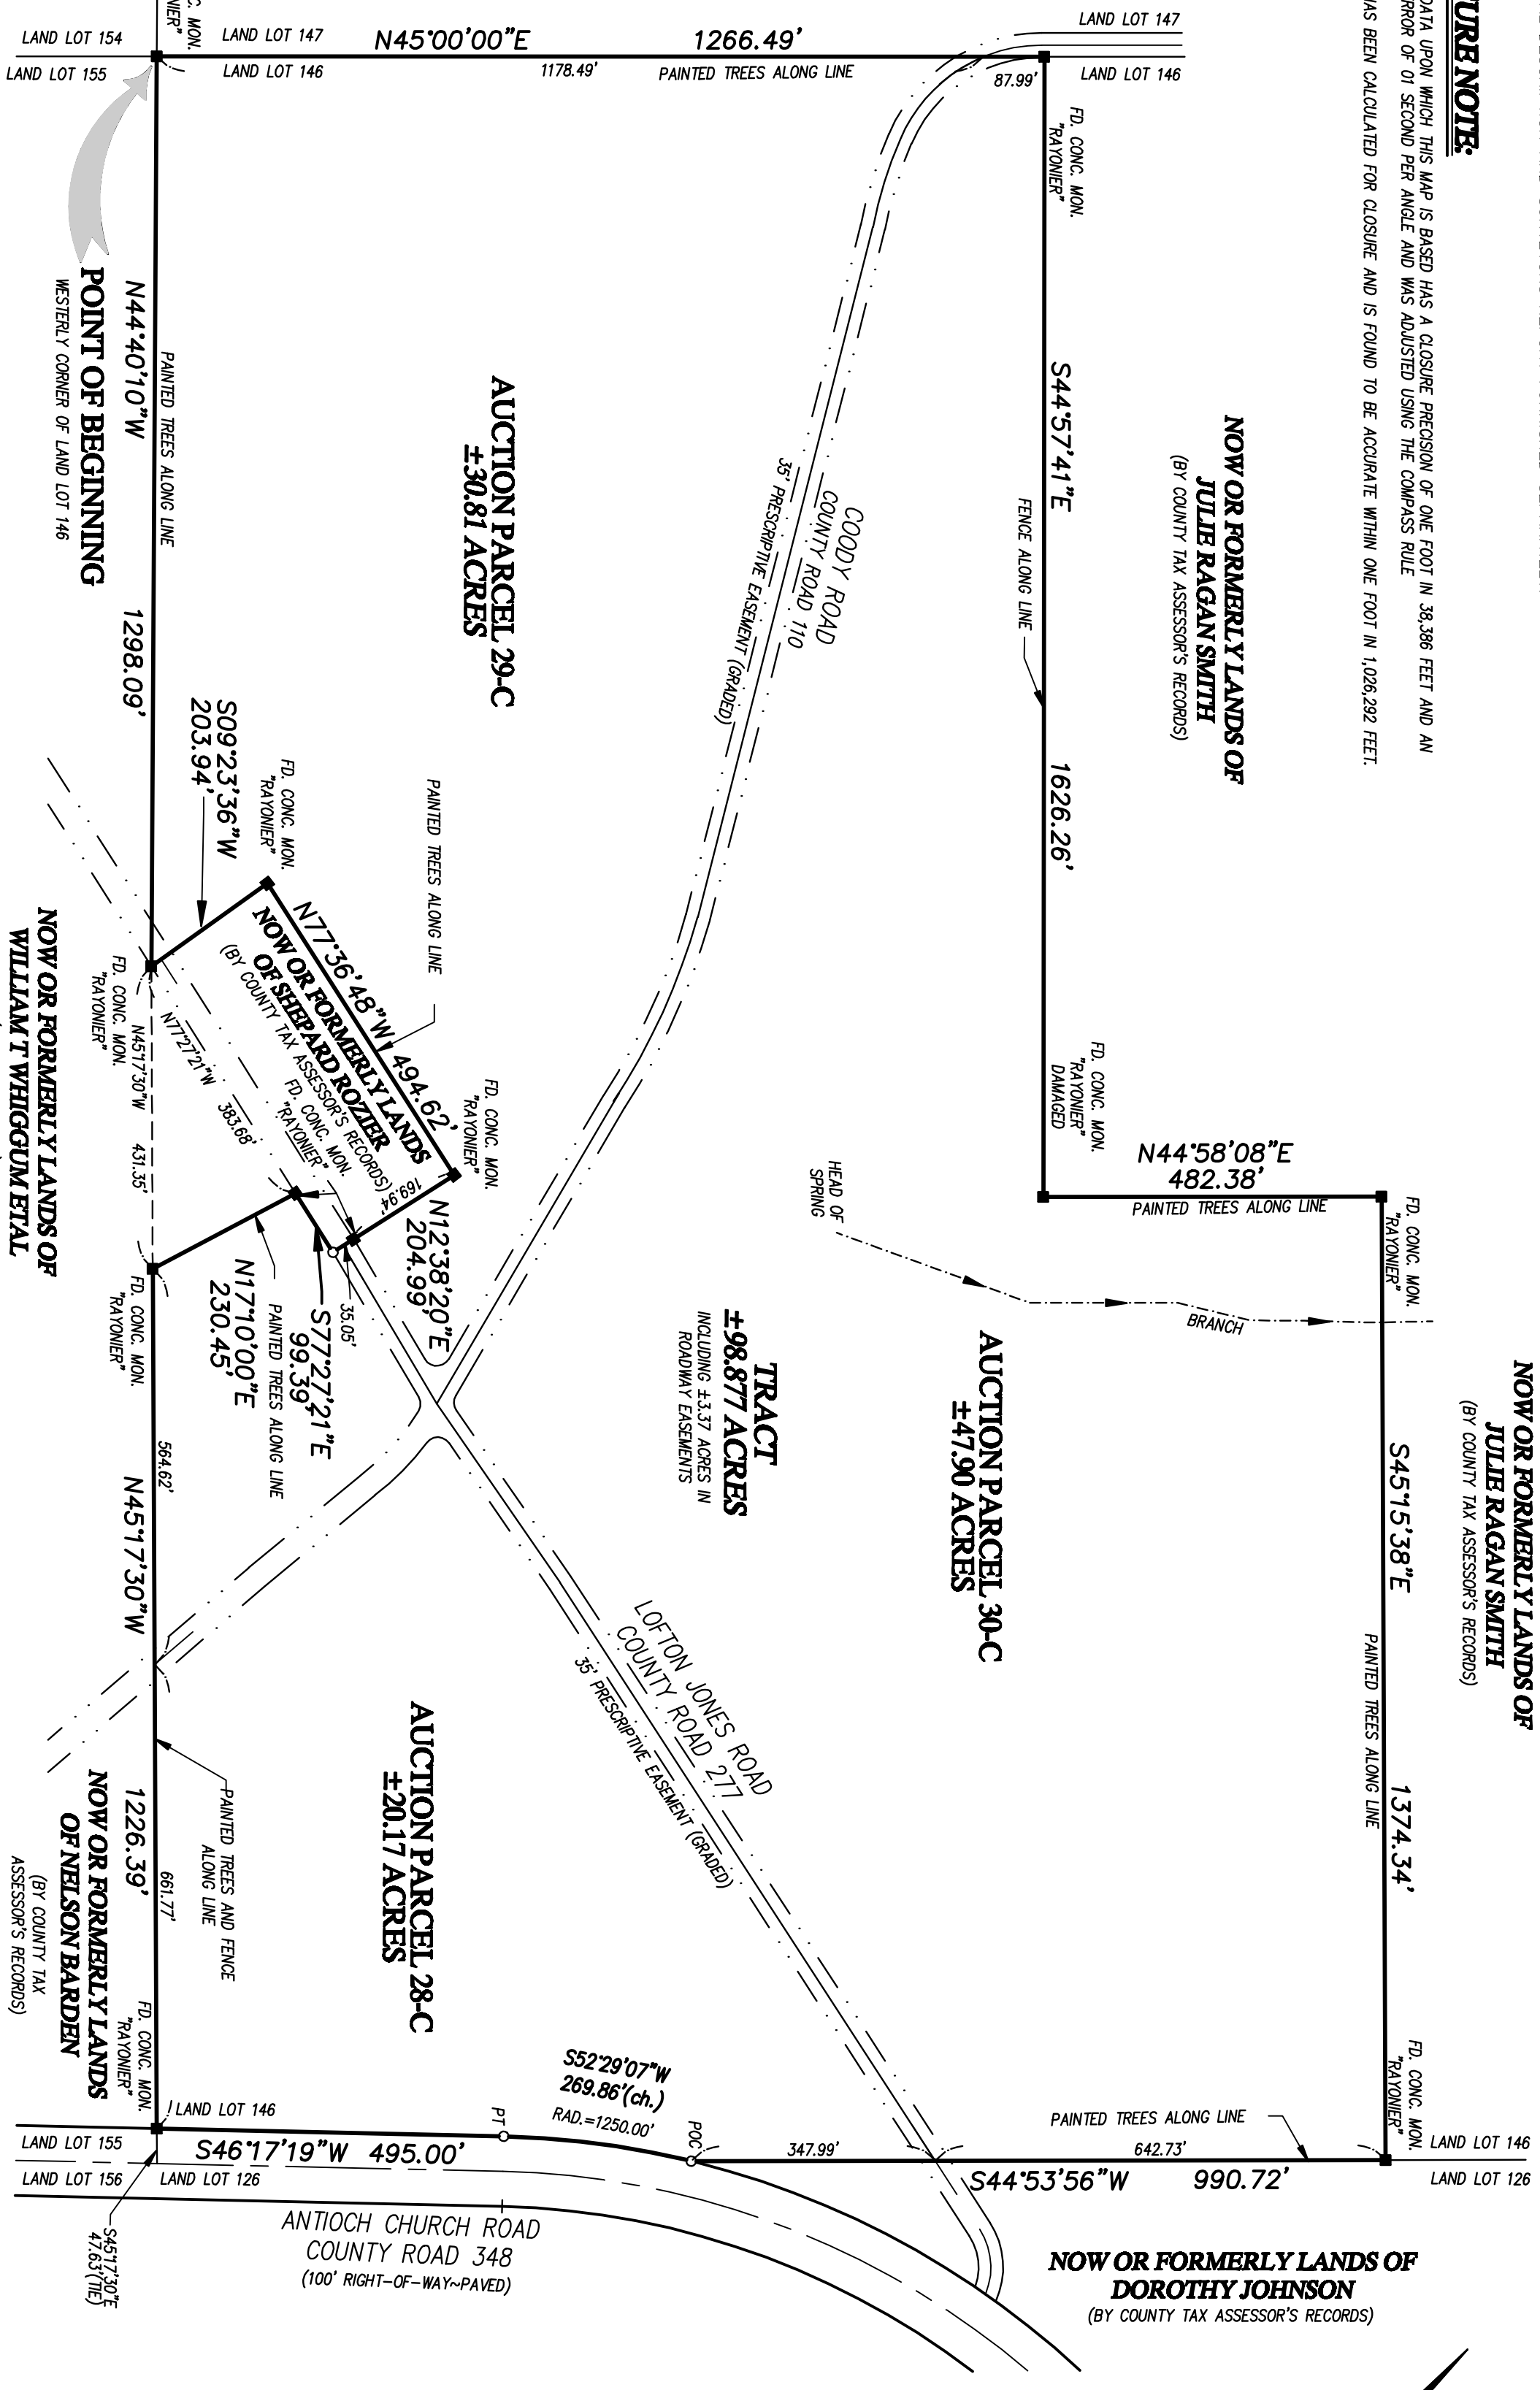 TURE NOTE:
DATA UPON WHICH THIS MAP IS BASED HAS A CLOSURE PRECISION OF ONE FOOT IN 38,386 FEET AND AN
RROR OF 01 SECOND PER ANGLE AND WAS ADJUSTED USING THE COMPASS RULE
AS BEEN CALCULATED FOR CLOSURE AND IS FOUND TO BE ACCURATE WITHIN ONE FOOT IN 1,026,292 FEET.
C. MON.
NIER"
LAND LOT 154
LAND LOT 155
LAND LOT 147
LAND LOT 146
N45°00'00"E
1266.49'
1178.49'
PAINTED TREES ALONG LINE
87.99'
LAND LOT 147
LAND LOT 146
FD. CONC. MON.
"RAYONIER"
S44°57'41"E
1626.26'
FENCE ALONG LINE
NOW OR FORMERLY LANDS OF
JULIE RAGAN SMITH
(BY COUNTY TAX ASSESSOR'S RECORDS)
COODY ROAD
COUNTY ROAD 110
35' PRESCRIPTIVE EASEMENT (GRADED)
AUCTION PARCEL 29-C
±30.81 ACRES
POINT OF BEGINNING
WESTERLY CORNER OF LAND LOT 146
N44°40'10"W
1298.09'
PAINTED TREES ALONG LINE
S09°23'36"W
203.94'
FD. CONC. MON.
"RAYONIER"
PAINTED TREES ALONG LINE
N77°36'48"W 494.62'
NOW OR FORMERLY LANDS
OF SHEPARD ROZIER
(BY COUNTY TAX ASSESSOR'S RECORDS)
FD. CONC. MON.
"RAYONIER"
FD. CONC. MON.
"RAYONIER"
169.94'
N12°38'20"E
204.99'
35.05'
S77°27'21"E
99.39'
PAINTED TREES ALONG LINE
N17°10'00"E
230.45'
N77°27'21"W 383.68'
N45°17'30"W 431.35'
FD. CONC. MON.
"RAYONIER"
FD. CONC. MON.
"RAYONIER"
NOW OR FORMERLY LANDS OF
WILLIAM T WHIGGUM ETAL
FD. CONC. MON.
"RAYONIER"
DAMAGED
N44°58'08"E
482.38'
PAINTED TREES ALONG LINE
FD. CONC. MON.
"RAYONIER"
HEAD OF
SPRING
BRANCH
NOW OR FORMERLY LANDS OF
JULIE RAGAN SMITH
(BY COUNTY TAX ASSESSOR'S RECORDS)
S45°15'38"E
1374.34'
PAINTED TREES ALONG LINE
AUCTION PARCEL 30-C
±47.90 ACRES
TRACT
±98.877 ACRES
INCLUDING ±3.37 ACRES IN
ROADWAY EASEMENTS
LOFTON JONES ROAD
COUNTY ROAD 277
35' PRESCRIPTIVE EASEMENT (GRADED)
AUCTION PARCEL 28-C
±20.17 ACRES
564.62'
N45°17'30"W
1226.39'
661.77'
PAINTED TREES AND FENCE
ALONG LINE
NOW OR FORMERLY LANDS
OF NELSON BARDEN
(BY COUNTY TAX
ASSESSOR'S RECORDS)
FD. CONC. MON.
"RAYONIER"
LAND LOT 146
LAND LOT 155
LAND LOT 156
LAND LOT 126
S46°17'19"W 495.00'
PT
S52°29'07"W
269.86'(ch.)
RAD.=1250.00'
POC
347.99'
642.73'
PAINTED TREES ALONG LINE
S44°53'56"W
990.72'
FD. CONC. MON.
"RAYONIER"
LAND LOT 146
LAND LOT 126
S45°17'30"E
47.63'(TIE)
ANTIOCH CHURCH ROAD
COUNTY ROAD 348
(100' RIGHT-OF-WAY~PAVED)
NOW OR FORMERLY LANDS OF
DOROTHY JOHNSON
(BY COUNTY TAX ASSESSOR'S RECORDS)